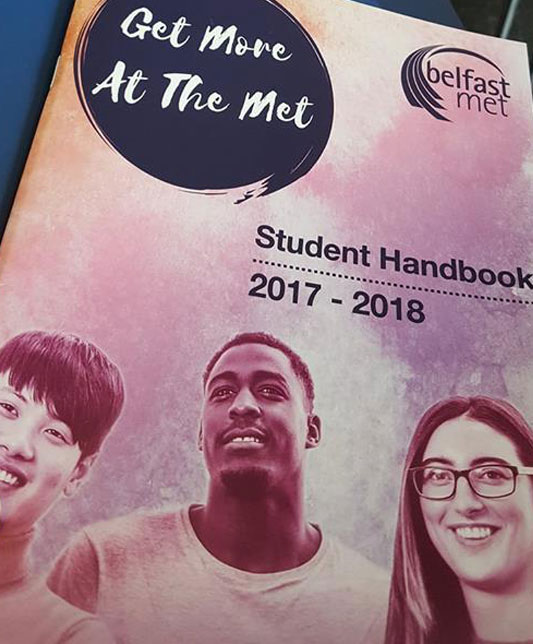 Get More
At The Met
belfast
met
Student Handbook
2017 - 2018